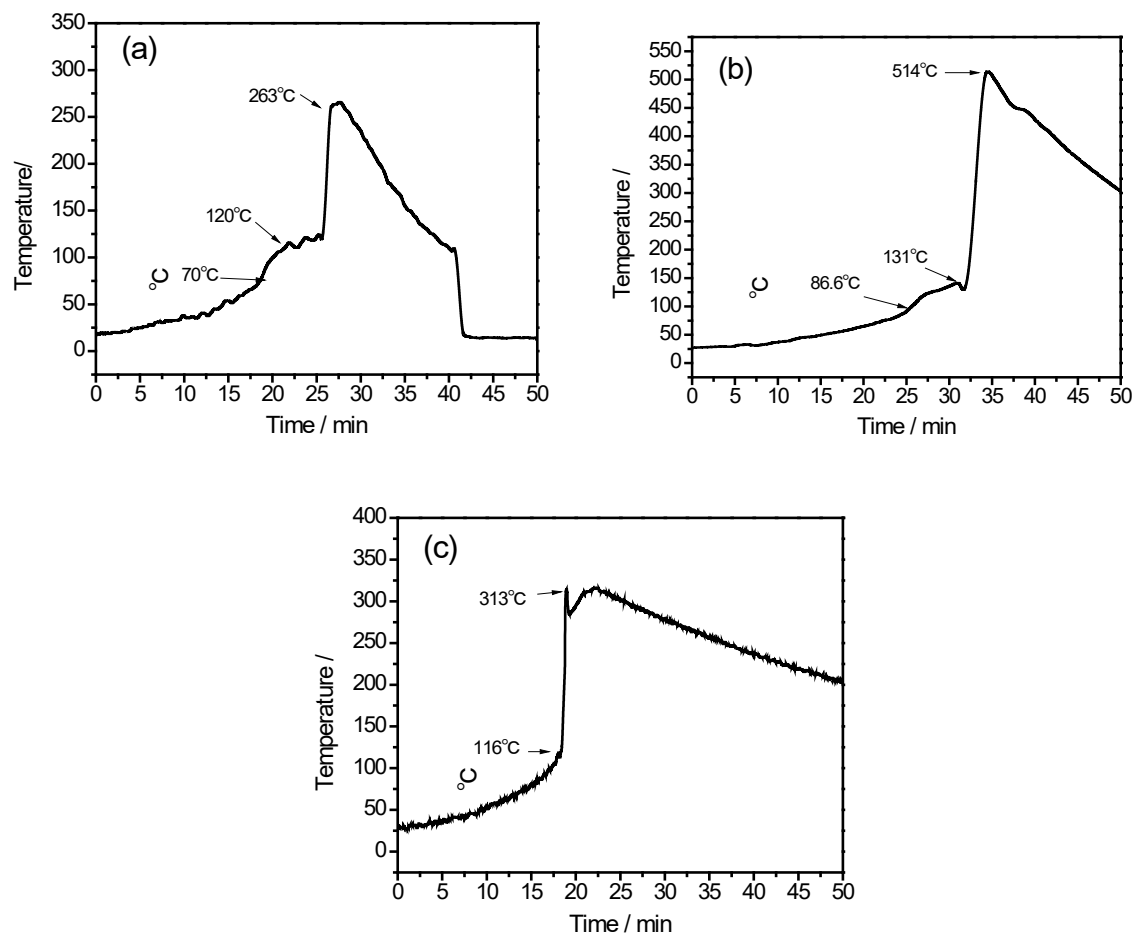 (a)
350
300
250
200
150
100
50
0
Temperature/
°C
263°C
120°C
70°C
0 5 10 15 20 25 30 35 40 45 50
Time / min
(b)
550
500
450
400
350
300
250
200
150
100
50
0
Temperature /
°C
514°C
131°C
86.6°C
0 5 10 15 20 25 30 35 40 45 50
Time / min
(c)
400
350
300
250
200
150
100
50
0
Temperature /
°C
313°C
116°C
0 5 10 15 20 25 30 35 40 45 50
Time / min